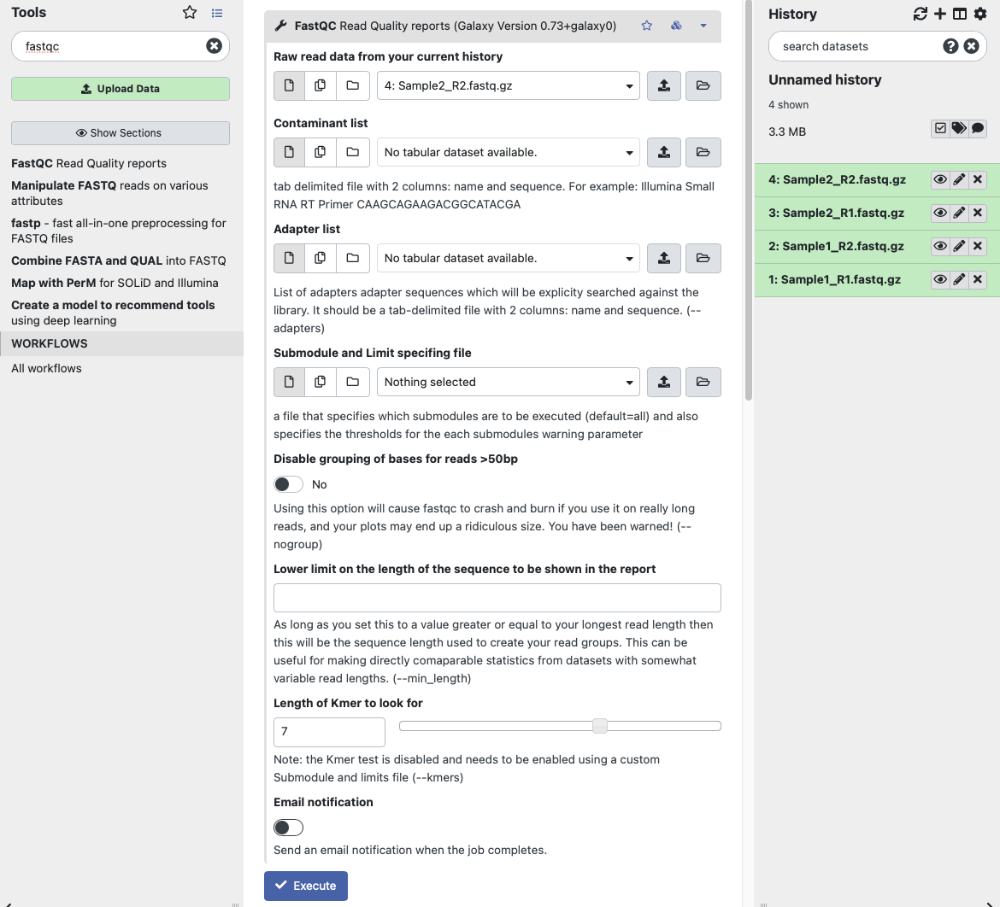 Tools
fastqc
Upload Data
Show Sections
FastQC Read Quality reports
Manipulate FASTQ reads on various
attributes
fastp - fast all-in-one preprocessing for
FASTQ files
Combine FASTA and QUAL into FASTQ
Map with PerM for SOLiD and Illumina
Create a model to recommend tools
using deep learning
WORKFLOWS
All workflows
FastQC Read Quality reports (Galaxy Version 0.73+galaxy0)
Raw read data from your current history
4: Sample2_R2.fastq.gz
Contaminant list
No tabular dataset available.
tab delimited file with 2 columns: name and sequence. For example: Illumina Small
RNA RT Primer CAAGCAGAAGACGGCATACGA
Adapter list
No tabular dataset available.
List of adapters adapter sequences which will be explicity searched against the
library. It should be a tab-delimited file with 2 columns: name and sequence. (--
adapters)
Submodule and Limit specifing file
Nothing selected
a file that specifies which submodules are to be executed (default=all) and also
specifies the thresholds for the each submodules warning parameter
Disable grouping of bases for reads >50bp
No
Using this option will cause fastqc to crash and burn if you use it on really long
reads, and your plots may end up a ridiculous size. You have been warned! (--
nogroup)
Lower limit on the length of the sequence to be shown in the report
As long as you set this to a value greater or equal to your longest read length then
this will be the sequence length used to create your read groups. This can be
useful for making directly comaparable statistics from datasets with somewhat
variable read lengths. (--min_length)
Length of Kmer to look for
7
Note: the Kmer test is disabled and needs to be enabled using a custom
Submodule and limits file (--kmers)
Email notification
Send an email notification when the job completes.
Execute
History
search datasets
Unnamed history
4 shown
3.3 MB
4: Sample2_R2.fastq.gz
3: Sample2_R1.fastq.gz
2: Sample1_R2.fastq.gz
1: Sample1_R1.fastq.gz